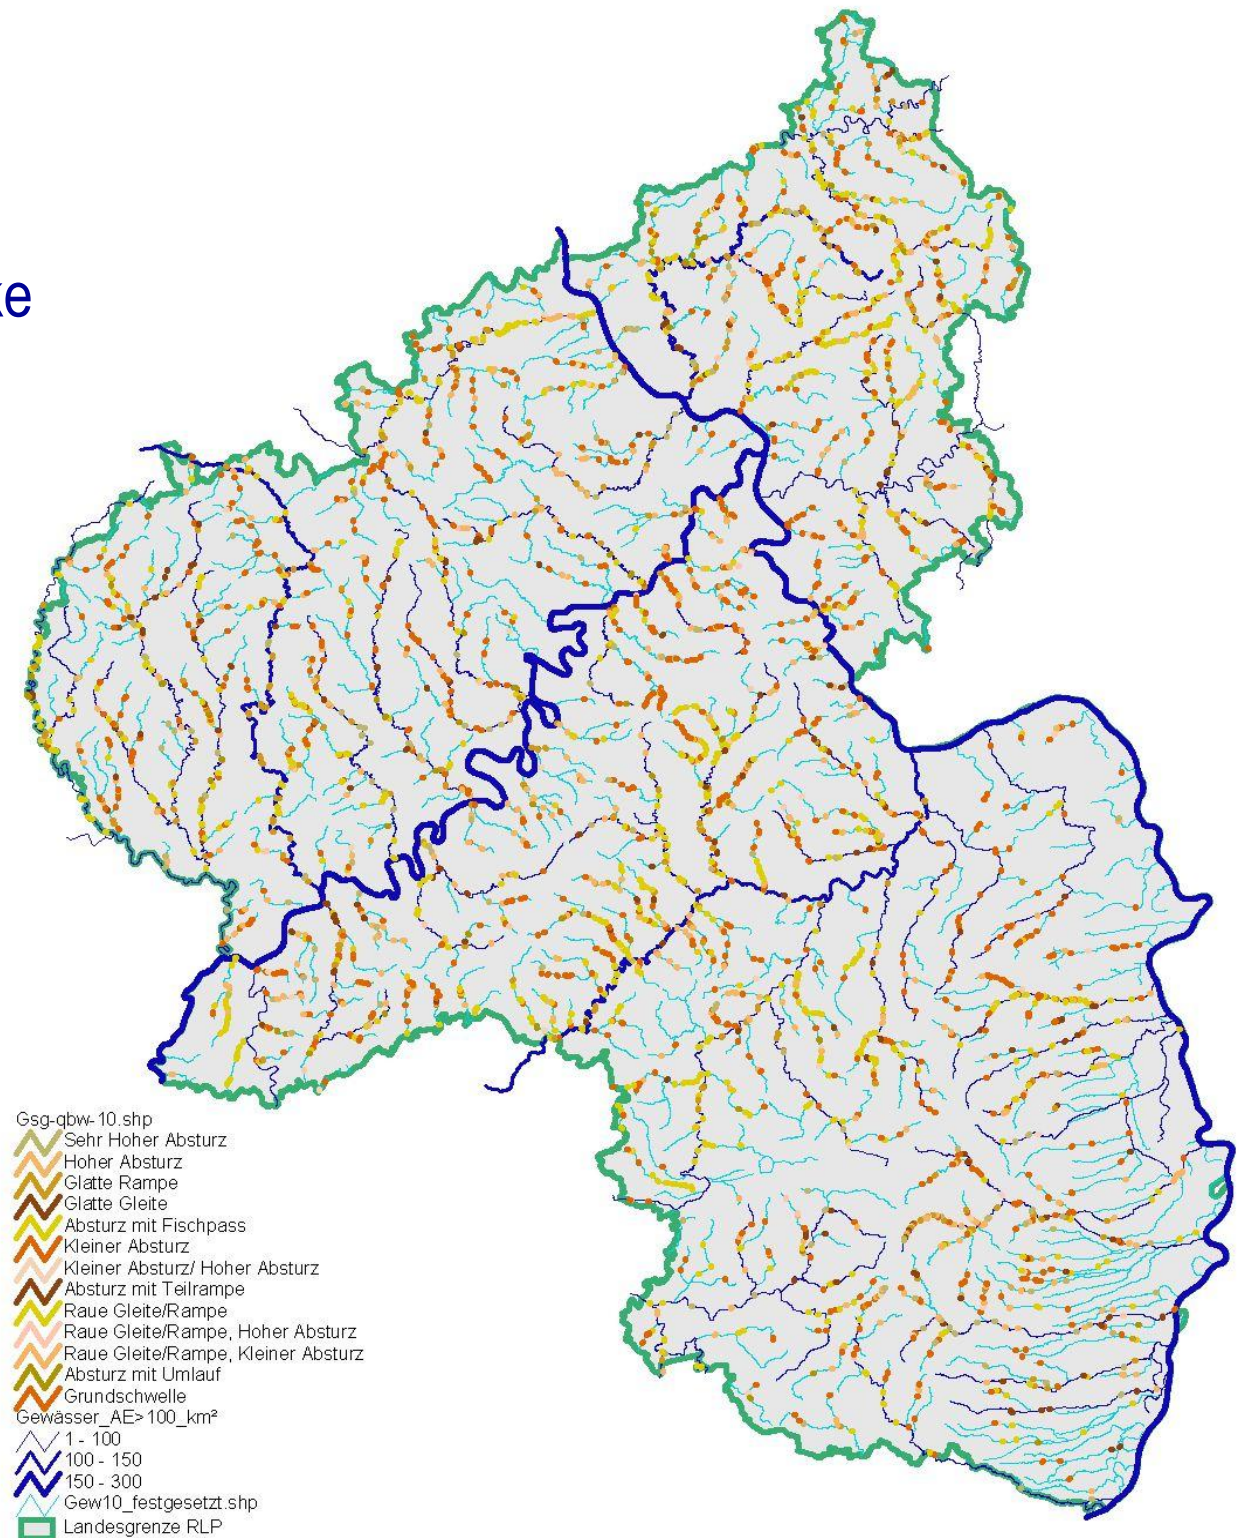 ke
Gsg-qbw-10.shp
Sehr Hoher Absturz
Hoher Absturz
Glatte Rampe
Glatte Gleite
Absturz mit Fischpass
Kleiner Absturz
Kleiner Absturz/ Hoher Absturz
Absturz mit Teilrampe
Raue Gleite/Rampe
Raue Gleite/Rampe, Hoher Absturz
Raue Gleite/Rampe, Kleiner Absturz
Absturz mit Umlauf
Grundschwelle
Gewässer_AE>100_km²
1 - 100
100 - 150
150 - 300
Gew10_festgesetzt.shp
Landesgrenze RLP